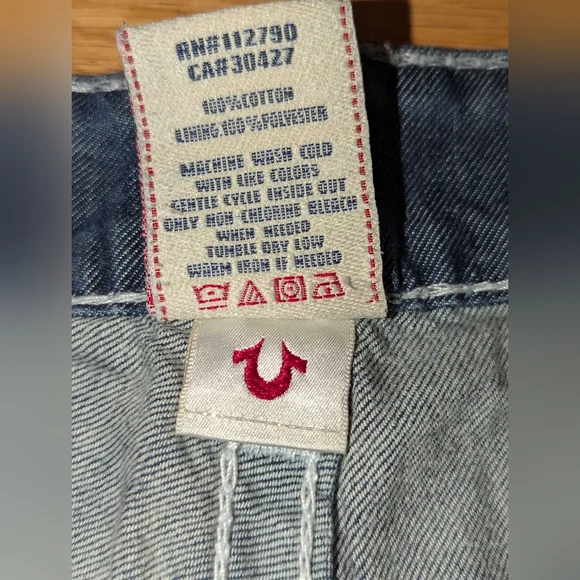 RN#112790
CA#30427
100%COTTON
LINING:100%POLYESTER
MACHINE WASH COLD
WITH LIKE COLORS
GENTLE CYCLE INSIDE OUT
ONLY NON-CHLORINE BLEACH
WHEN NEEDED
TUMBLE DRY LOW
WARM IRON IF NEEDED